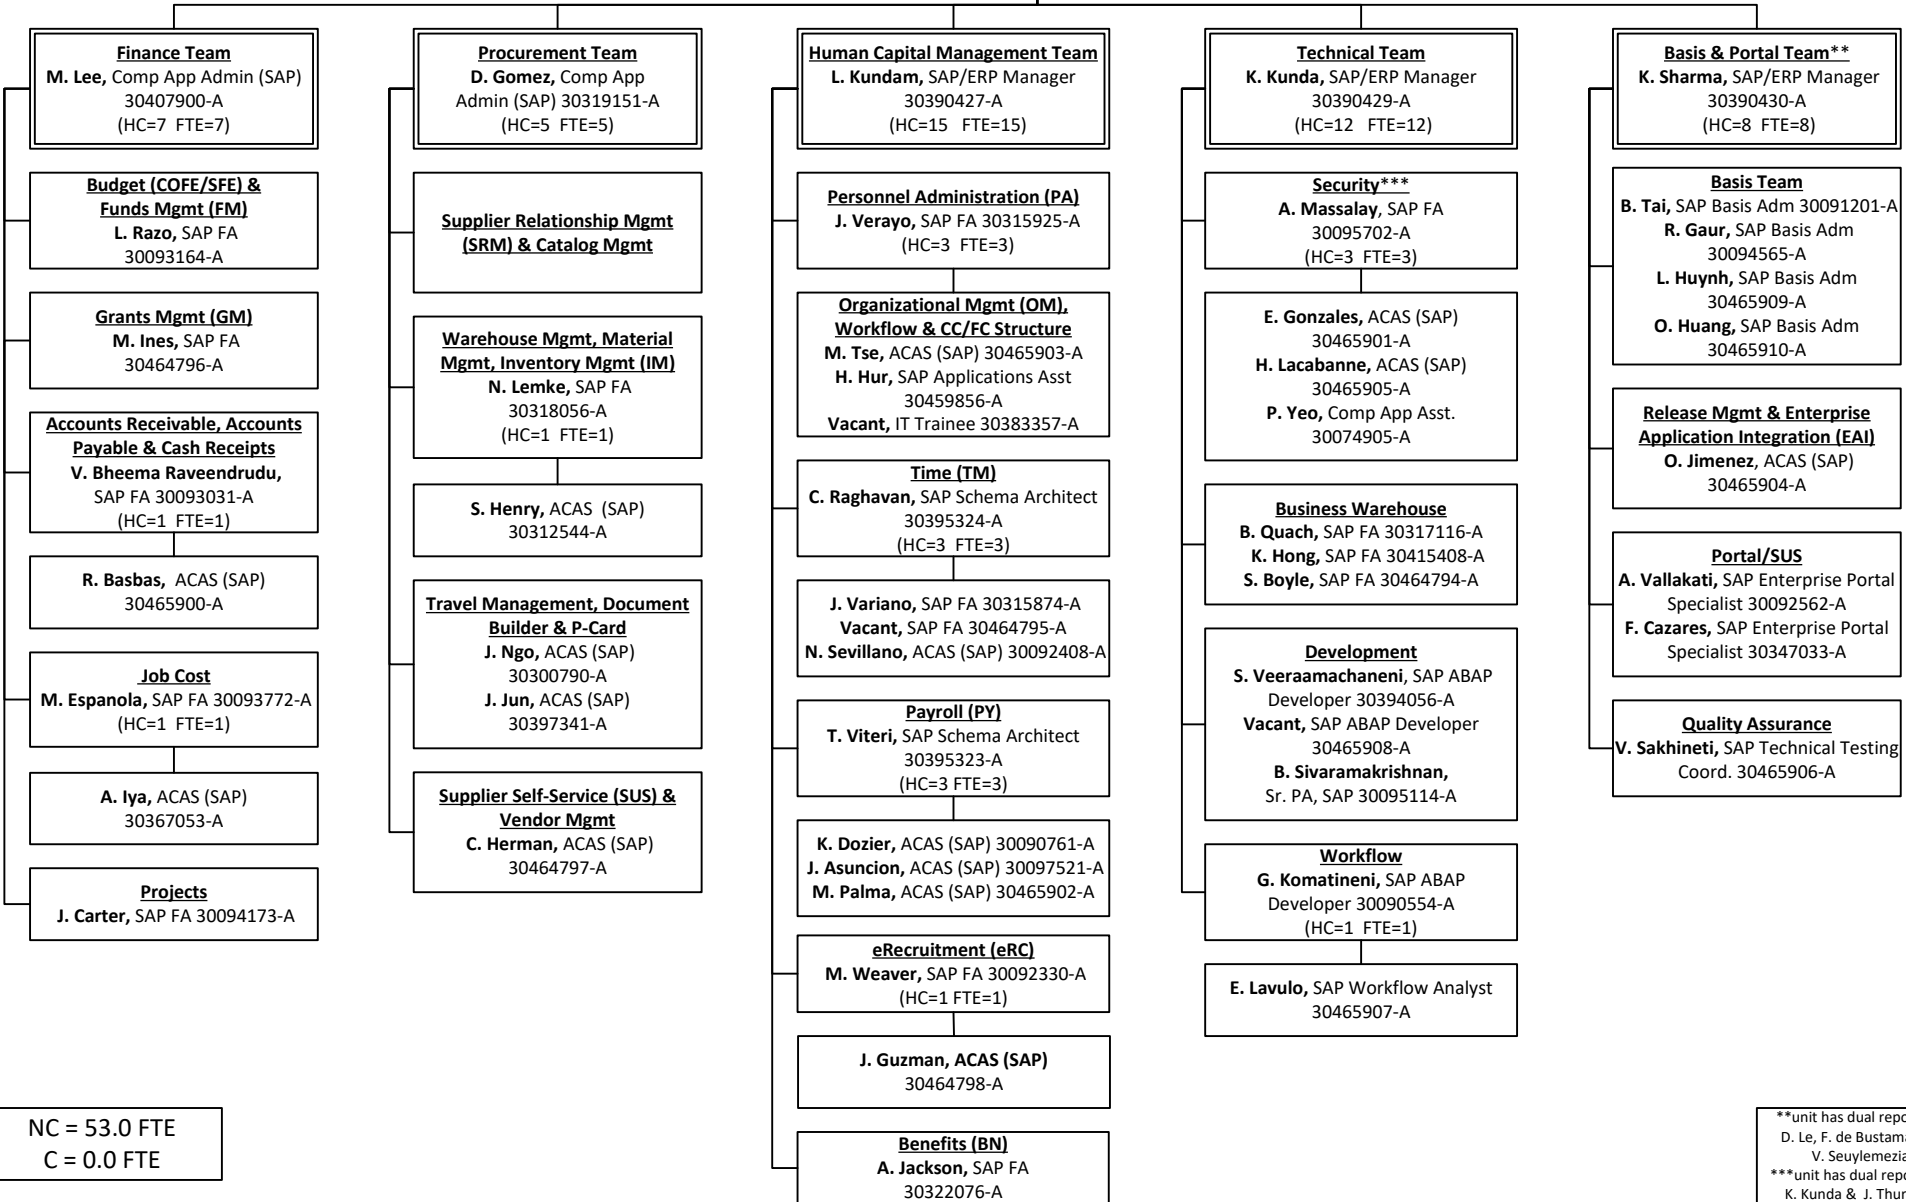 Finance Team
M. Lee, Comp App Admin (SAP)
30407900-A
(HC=7 FTE=7)
Budget (COFE/SFE) &
Funds Mgmt (FM)
L. Razo, SAP FA
30093164-A
Grants Mgmt (GM)
M. Ines, SAP FA
30464796-A
Accounts Receivable, Accounts
Payable & Cash Receipts
V. Bheema Raveendrudu,
SAP FA 30093031-A
(HC=1 FTE=1)
R. Basbas, ACAS (SAP)
30465900-A
Job Cost
M. Espanola, SAP FA 30093772-A
(HC=1 FTE=1)
A. Iya, ACAS (SAP)
30367053-A
Projects
J. Carter, SAP FA 30094173-A
Procurement Team
D. Gomez, Comp App
Admin (SAP) 30319151-A
(HC=5 FTE=5)
Supplier Relationship Mgmt
(SRM) & Catalog Mgmt
Warehouse Mgmt, Material
Mgmt, Inventory Mgmt (IM)
N. Lemke, SAP FA
30318056-A
(HC=1 FTE=1)
S. Henry, ACAS (SAP)
30312544-A
Travel Management, Document
Builder & P-Card
J. Ngo, ACAS (SAP)
30300790-A
J. Jun, ACAS (SAP)
30397341-A
Supplier Self-Service (SUS) &
Vendor Mgmt
C. Herman, ACAS (SAP)
30464797-A
Human Capital Management Team
L. Kundam, SAP/ERP Manager
30390427-A
(HC=15 FTE=15)
Personnel Administration (PA)
J. Verayo, SAP FA 30315925-A
(HC=3 FTE=3)
Organizational Mgmt (OM),
Workflow & CC/FC Structure
M. Tse, ACAS (SAP) 30465903-A
H. Hur, SAP Applications Asst
30459856-A
Vacant, IT Trainee 30383357-A
Time (TM)
C. Raghavan, SAP Schema Architect
30395324-A
(HC=3 FTE=3)
J. Variano, SAP FA 30315874-A
Vacant, SAP FA 30464795-A
N. Sevillano, ACAS (SAP) 30092408-A
Payroll (PY)
T. Viteri, SAP Schema Architect
30395323-A
(HC=3 FTE=3)
K. Dozier, ACAS (SAP) 30090761-A
J. Asuncion, ACAS (SAP) 30097521-A
M. Palma, ACAS (SAP) 30465902-A
eRecruitment (eRC)
M. Weaver, SAP FA 30092330-A
(HC=1 FTE=1)
J. Guzman, ACAS (SAP)
30464798-A
Benefits (BN)
A. Jackson, SAP FA
30322076-A
Technical Team
K. Kunda, SAP/ERP Manager
30390429-A
(HC=12 FTE=12)
Security***
A. Massalay, SAP FA
30095702-A
(HC=3 FTE=3)
E. Gonzales, ACAS (SAP)
30465901-A
H. Lacabanne, ACAS (SAP)
30465905-A
P. Yeo, Comp App Asst.
30074905-A
Business Warehouse
B. Quach, SAP FA 30317116-A
K. Hong, SAP FA 30415408-A
S. Boyle, SAP FA 30464794-A
Development
S. Veeraamachaneni, SAP ABAP
Developer 30394056-A
Vacant, SAP ABAP Developer
30465908-A
B. Sivaramakrishnan,
Sr. PA, SAP 30095114-A
Workflow
G. Komatineni, SAP ABAP
Developer 30090554-A
(HC=1 FTE=1)
E. Lavulo, SAP Workflow Analyst
30465907-A
Basis & Portal Team**
K. Sharma, SAP/ERP Manager
30390430-A
(HC=8 FTE=8)
Basis Team
B. Tai, SAP Basis Adm 30091201-A
R. Gaur, SAP Basis Adm
30094565-A
L. Huynh, SAP Basis Adm
30465909-A
O. Huang, SAP Basis Adm
30465910-A
Release Mgmt & Enterprise
Application Integration (EAI)
O. Jimenez, ACAS (SAP)
30465904-A
Portal/SUS
A. Vallakati, SAP Enterprise Portal
Specialist 30092562-A
F. Cazares, SAP Enterprise Portal
Specialist 30347033-A
Quality Assurance
V. Sakhineti, SAP Technical Testing
Coord. 30465906-A
NC = 53.0 FTE
C = 0.0 FTE
**unit has dual
D. Le, F. de
V.
***unit has dual
K. Kunda & J.